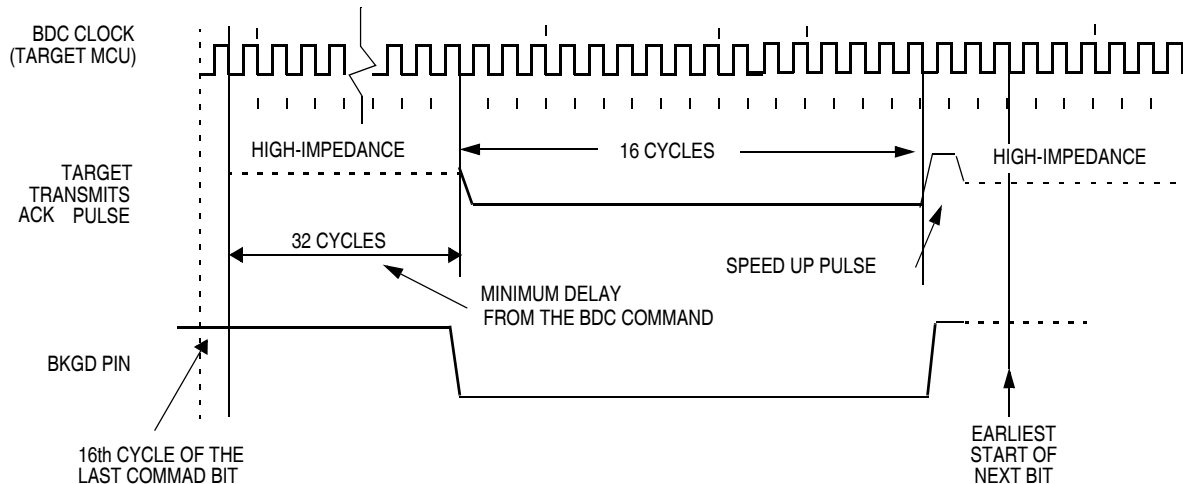 BDC CLOCK
(TARGET MCU)
HIGH-IMPEDANCE
16 CYCLES
HIGH-IMPEDANCE
TARGET
TRANSMITS
ACK PULSE
32 CYCLES
SPEED UP PULSE
MINIMUM DELAY
FROM THE BDC COMMAND
BKGD PIN
16th CYCLE OF THE
LAST COMMAD BIT
EARLIEST
START OF
NEXT BIT